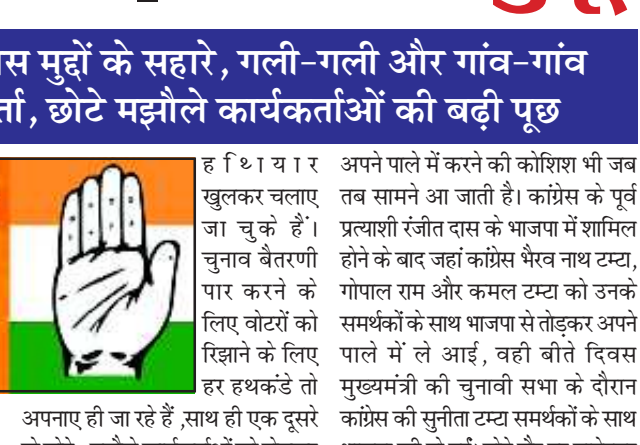 मुद्दों के सहारे, गली-गली और गांव-गांव
छोटे मझौले कार्यकर्ताओं की बढ़ी पूछ
हथियार
खुलकर चलाए
जा चुके हैं।
चुनाव बैतरणी
पार करने के
लिए वोटरों को
रिझाने के लिए
हर हथकंडे तो
अपनाए ही जा रहे हैं ,साथ ही एक दूसरे
अपने पाले में करने की कोशिश भी जब
तब सामने आ जाती है। कांग्रेस के पूर्व
प्रत्याशी रंजीत दास के भाजपा में शामिल
होने के बाद जहां कांग्रेस भैरव नाथ टम्टा,
गोपाल राम और कमल टम्टा को उनके
समर्थकों के साथ भाजपा से तोड़कर अपने
पाले में ले आई, वही बीते दिवस
मुख्यमंत्री की चुनावी सभा के दौरान
कांग्रेस की सुनीता टम्टा समर्थकों के साथ